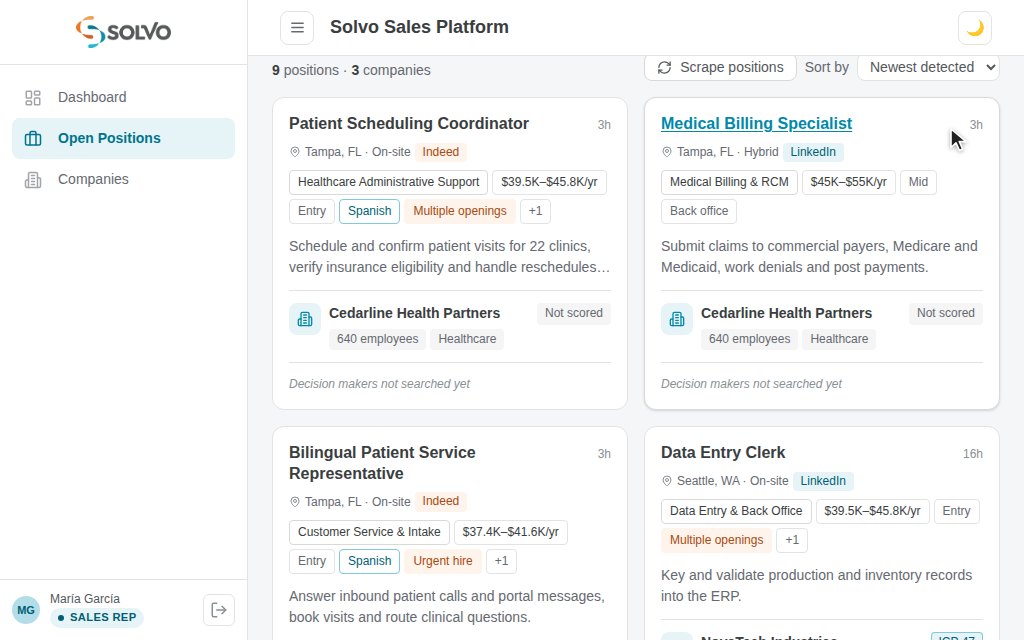 SOLVO
Solvo Sales Platform
Dashboard
Open Positions
Companies
9 positions · 3 companies
Scrape positions
Sort by
Newest detected
Patient Scheduling Coordinator
3h
Tampa, FL · On-site
Indeed
Healthcare Administrative Support
$39.5K–$45.8K/yr
Entry
Spanish
Multiple openings
+1
Schedule and confirm patient visits for 22 clinics,
verify insurance eligibility and handle reschedules…
Cedarline Health Partners
Not scored
640 employees
Healthcare
Decision makers not searched yet
Medical Billing Specialist
3h
Tampa, FL · Hybrid
LinkedIn
Medical Billing & RCM
$45K–$55K/yr
Mid
Back office
Submit claims to commercial payers, Medicare and
Medicaid, work denials and post payments.
Cedarline Health Partners
Not scored
640 employees
Healthcare
Decision makers not searched yet
Bilingual Patient Service
Representative
3h
Tampa, FL · On-site
Indeed
Customer Service & Intake
$37.4K–$41.6K/yr
Entry
Spanish
Urgent hire
+1
Answer inbound patient calls and portal messages,
book visits and route clinical questions.
Data Entry Clerk
16h
Seattle, WA · On-site
LinkedIn
Data Entry & Back Office
$39.5K–$45.8K/yr
Entry
Multiple openings
+1
Key and validate production and inventory records
into the ERP.
NovaTech Industries
ICP 47
MG
María García
SALES REP